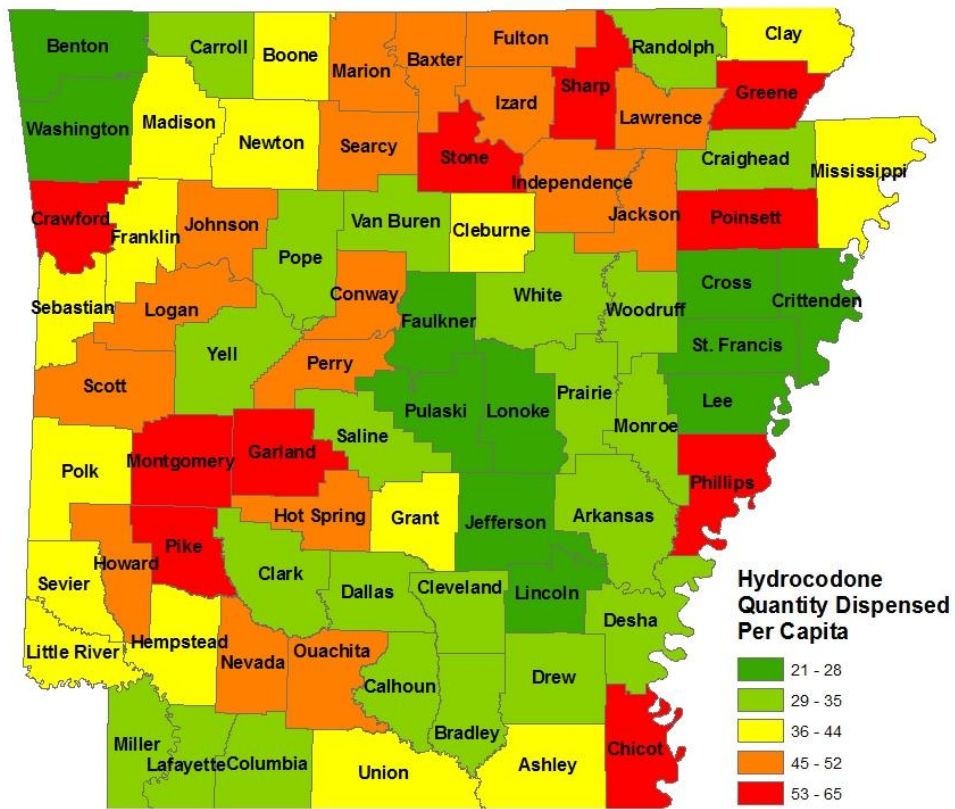 Benton
Carroll
Boone
Marion
Baxter
Fulton
Sharp
Randolph
Clay
Washington
Madison
Newton
Searcy
Izard
Stone
Lawrence
Greene
Independence
Craighead
Mississippi
Crawford
Franklin
Johnson
Pope
Van Buren
Cleburne
Jackson
Poinsett
Sebastian
Logan
Conway
Faulkner
White
Woodruff
Cross
Crittenden
Scott
Yell
Perry
Pulaski
Lonoke
Prairie
Monroe
St. Francis
Lee
Polk
Montgomery
Garland
Saline
Phillips
Hot Spring
Grant
Jefferson
Arkansas
Howard
Pike
Clark
Dallas
Cleveland
Lincoln
Desha
Sevier
Little River
Hempstead
Nevada
Ouachita
Calhoun
Bradley
Drew
Miller
Lafayette
Columbia
Union
Ashley
Chicot
Hydrocodone
Quantity Dispensed
Per Capita
21 - 28
29 - 35
36 - 44
45 - 52
53 - 65